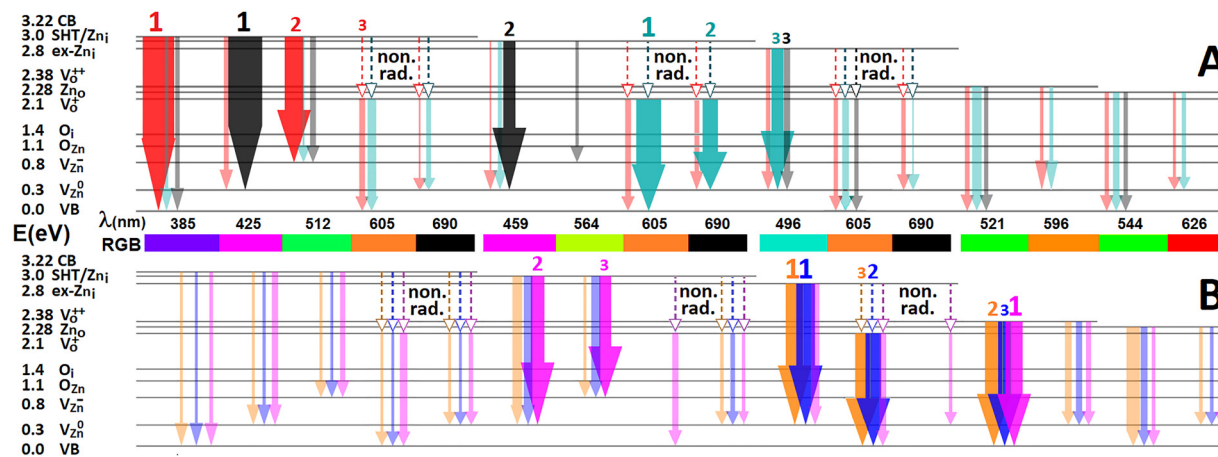 3.22 CB
1 1 2 3 2 1 2 3 3
3.0 SHT/Zni
2.8 ex-Zni
non. non. non.
rad. rad. rad.
A
2.38 Vo++
2.28 Zno
2.1 Vo+
1.4 Oi
1.1 OZn
0.8 VZn-
0.3 VZn0
0.0 VB
λ(nm) 385 425 512 605 690 459 564 605 690 496 605 690 521 596 544 626
E(eV)
RGB
3.22 CB
2 3 1 1 3 2
3.0 SHT/Zni
2.8 ex-Zni
non. non. non.
rad. rad. rad.
B
2.38 Vo++
2 3 1
2.28 Zno
2.1 Vo+
1.4 Oi
1.1 OZn
0.8 VZn-
0.3 VZn0
0.0 VB